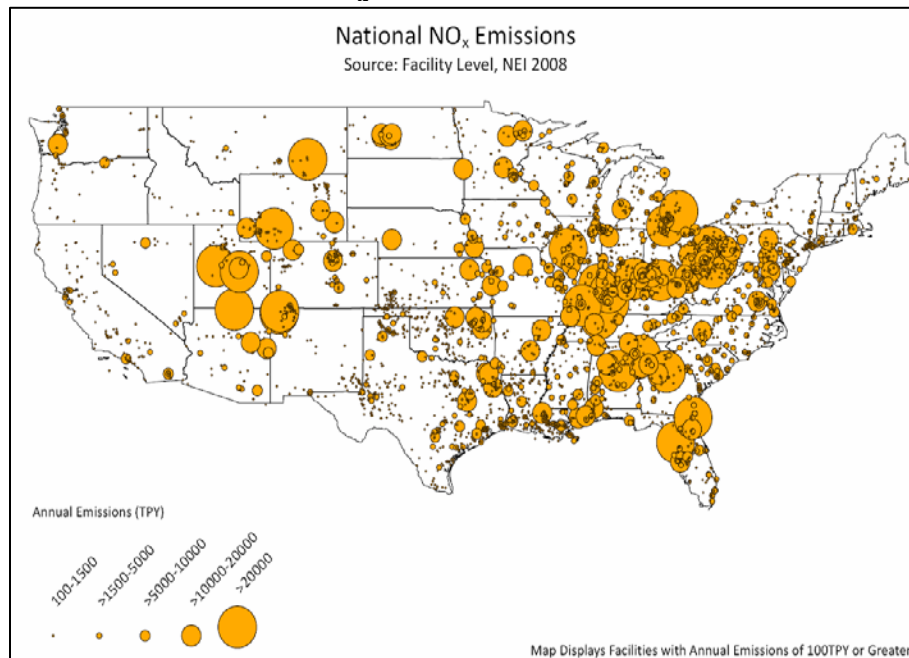 National NOx Emissions
Source: Facility Level, NEI 2008
Annual Emissions (TPY)
100-1500
>1500-5000
>5000-10000
>10000-20000
>20000
Map Displays Facilities with Annual Emissions of 100TPY or Greater